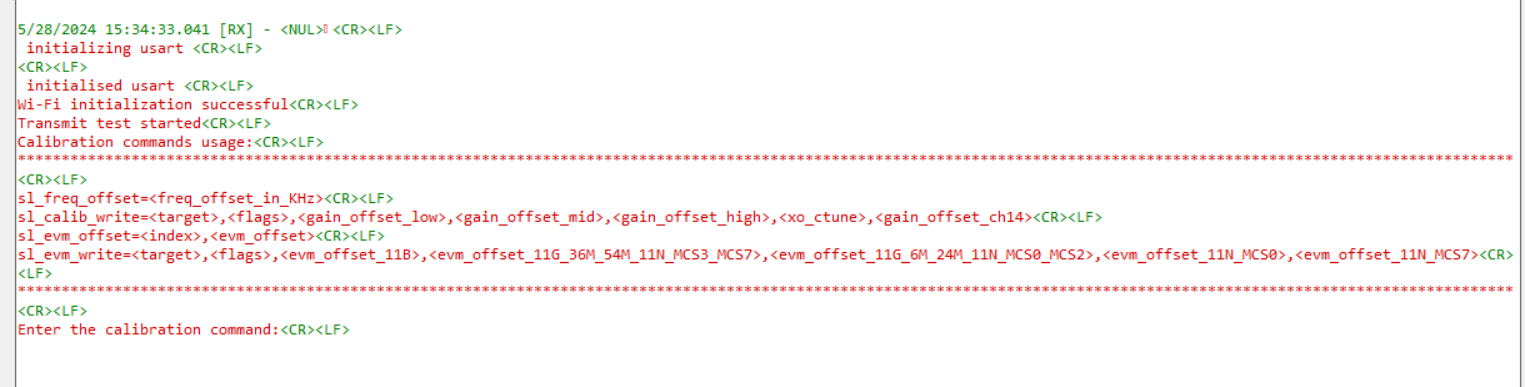 5/28/2024 15:34:33.041 [RX] - <NUL><CR><LF>
initializing usart <CR><LF>
<CR><LF>
initialised usart <CR><LF>
Wi-Fi initialization successful<CR><LF>
Transmit test started<CR><LF>
Calibration commands usage:<CR><LF>
***************************************************************************************************************************************************************************
<CR><LF>
sl_freq_offset=<freq_offset_in_KHz><CR><LF>
sl_calib_write=<target>,<flags>,<gain_offset_low>,<gain_offset_mid>,<gain_offset_high>,<xo_ctune>,<gain_offset_ch14><CR><LF>
sl_evm_offset=<index>,<evm_offset><CR><LF>
sl_evm_write=<target>,<flags>,<evm_offset_11B>,<evm_offset_11G_36M_54M_11N_MCS3_MCS7>,<evm_offset_11G_6M_24M_11N_MCS0_MCS2>,<evm_offset_11N_MCS0>,<evm_offset_11N_MCS7><CR>
<LF>
***************************************************************************************************************************************************************************
<CR><LF>
Enter the calibration command:<CR><LF>